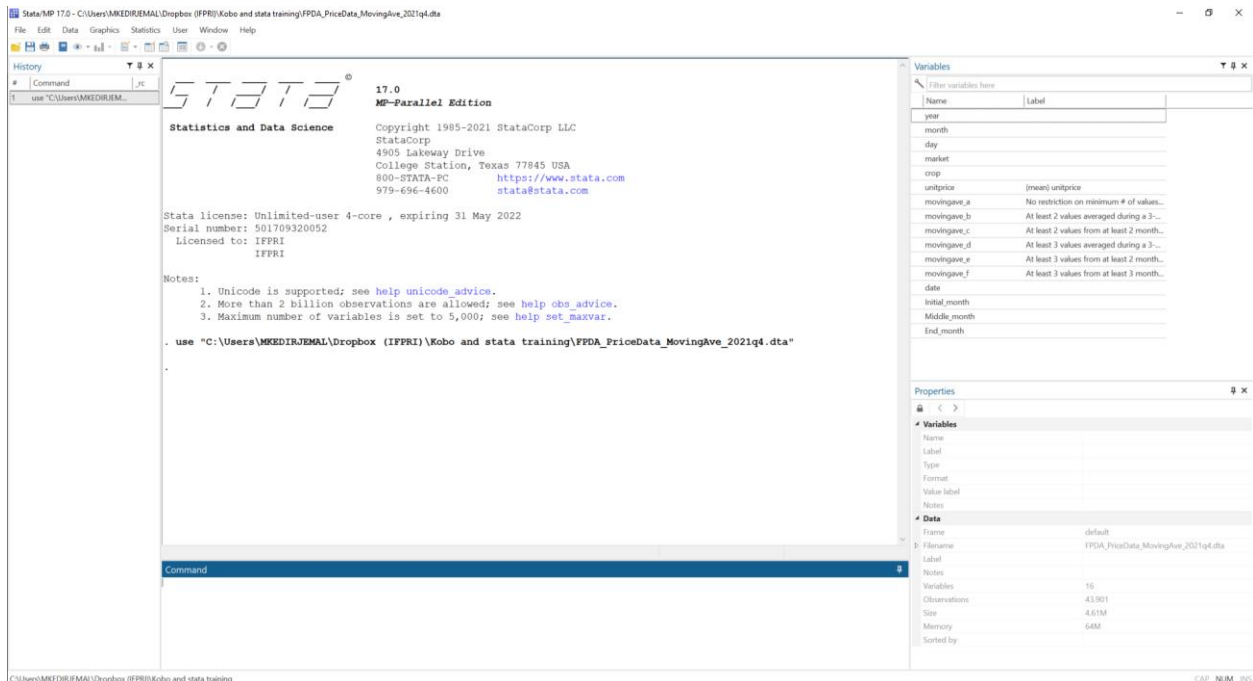 Stata/MP 17.0 - C:\Users\MKEDIRJEMAL\Dropbox (IFPRI)\Kobo and stata training\FPDA_PriceData_MovingAve_2021q4.dta
File Edit Data Graphics Statistics User Window Help
History
# Command _rc
1 use "C:\Users\MKEDIRJEM...
STATA ©
17.0
MP—Parallel Edition
Statistics and Data Science
Copyright 1985-2021 StataCorp LLC
StataCorp
4905 Lakeway Drive
College Station, Texas 77845 USA
800-STATA-PC https://www.stata.com
979-696-4600 stata@stata.com
Stata license: Unlimited-user 4-core , expiring 31 May 2022
Serial number: 501709320052
Licensed to: IFPRI
IFPRI
Notes:
1. Unicode is supported; see help unicode_advice.
2. More than 2 billion observations are allowed; see help obs_advice.
3. Maximum number of variables is set to 5,000; see help set_maxvar.
. use "C:\Users\MKEDIRJEMAL\Dropbox (IFPRI)\Kobo and stata training\FPDA_PriceData_MovingAve_2021q4.dta"
.
Command
C:\Users\MKEDIRJEMAL\Dropbox (IFPRI)\Kobo and stata training
Variables
Filter variables here
Name Label
year
month
day
market
crop
unitprice (mean) unitprice
movingave_a No restriction on minimum # of values...
movingave_b At least 2 values averaged during a 3-...
movingave_c At least 2 values from at least 2 month...
movingave_d At least 3 values averaged during a 3-...
movingave_e At least 3 values from at least 2 month...
movingave_f At least 3 values from at least 3 month...
date
Initial_month
Middle_month
End_month
Properties
Variables
Name
Label
Type
Format
Value label
Notes
Data
Frame default
Filename FPDA_PriceData_MovingAve_2021q4.dta
Label
Notes
Variables 16
Observations 43,901
Size 4.61M
Memory 64M
Sorted by
CAP NUM INS